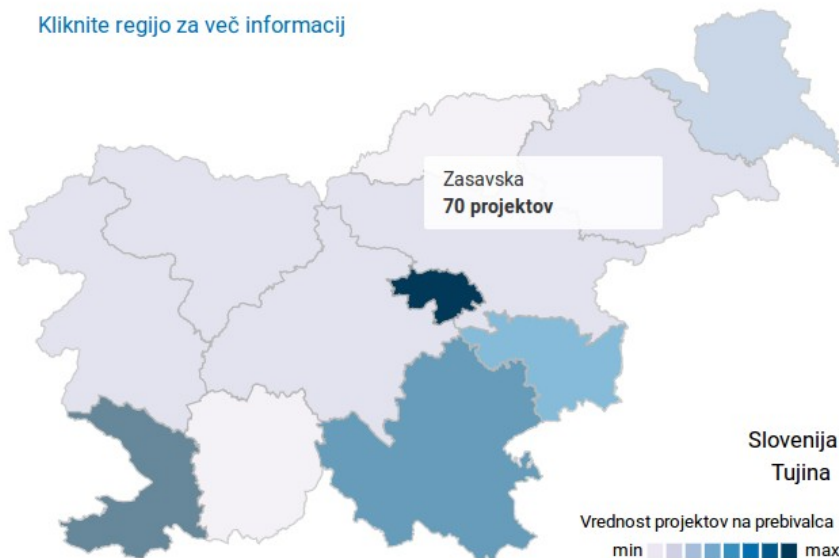 Kliknite regijo za več informacij
Zasavska
70 projektov
Slovenija
Tujina
Vrednost projektov na prebivalca
min max